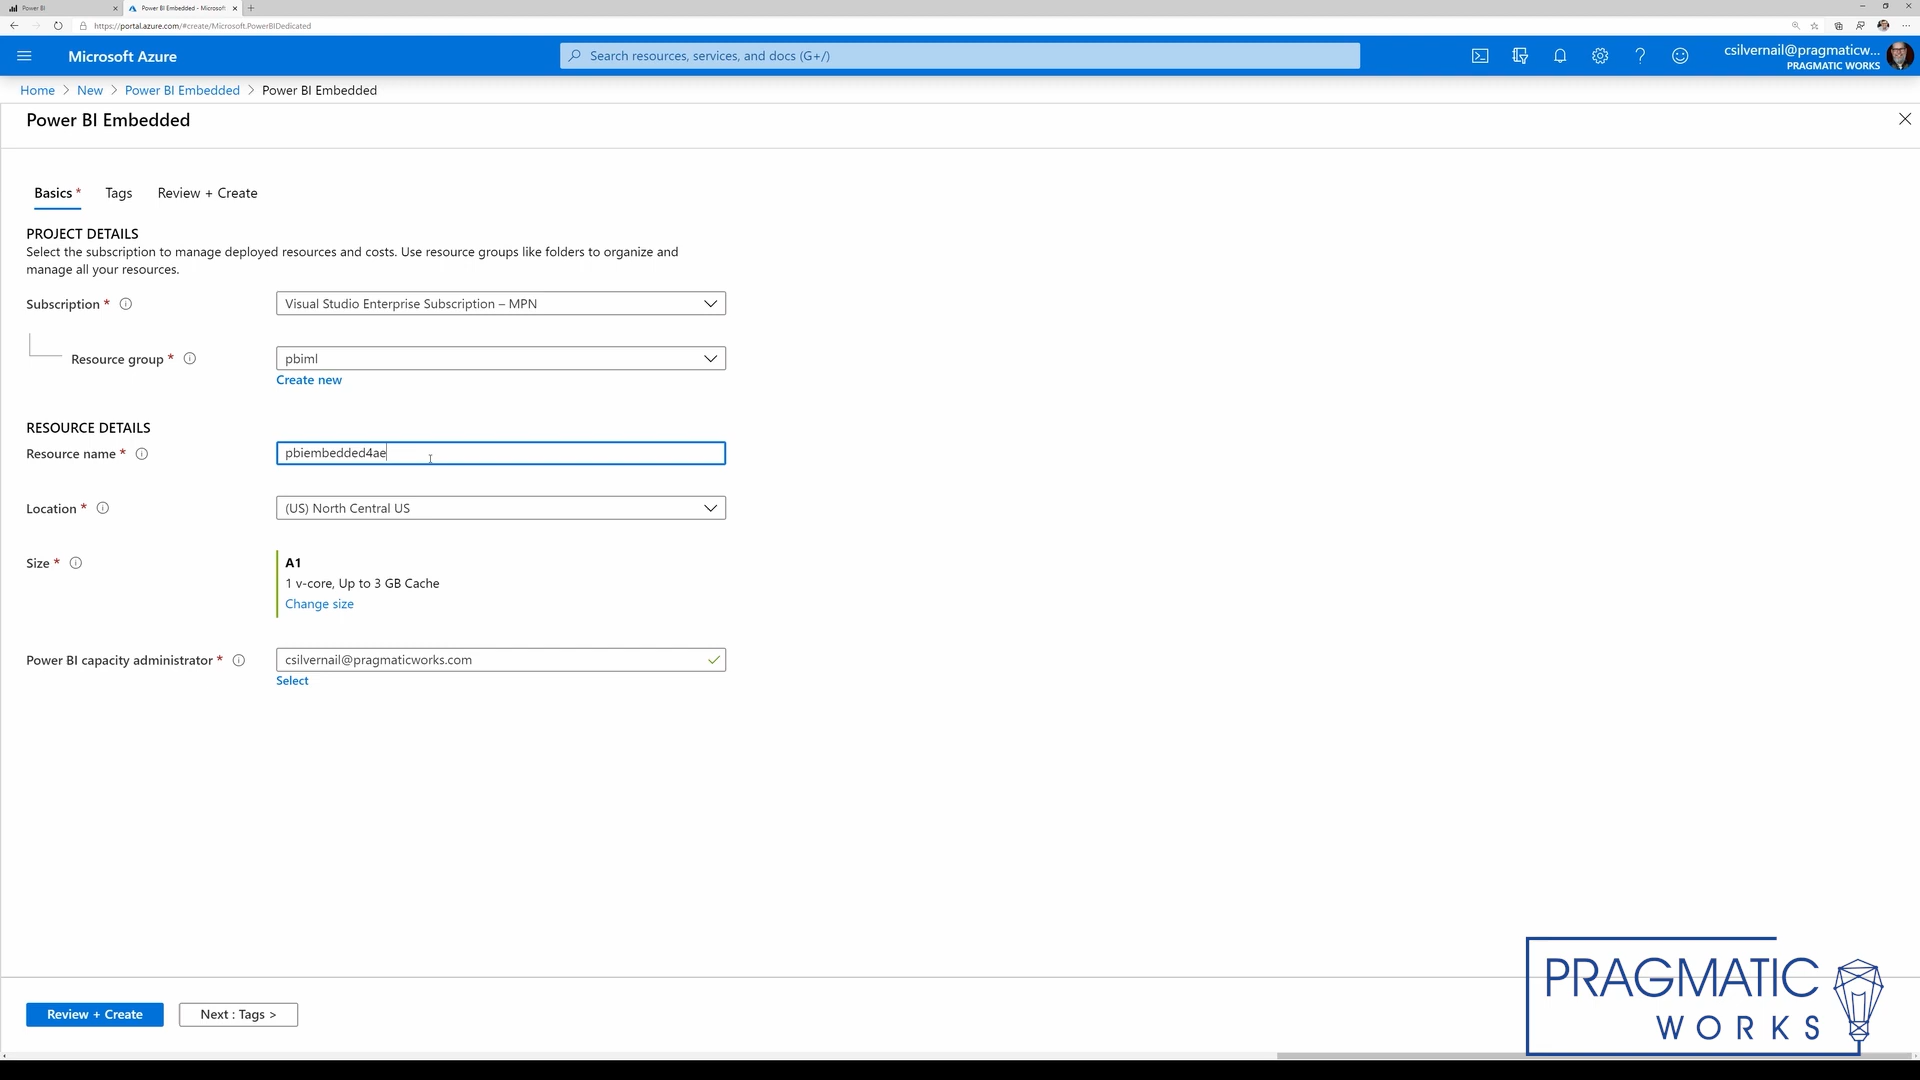 Power BI
Power BI Embedded - Microsoft
https://portal.azure.com/#create/Microsoft.PowerBIDedicated
Microsoft Azure
Search resources, services, and docs (G+/)
csilvernail@pragmaticw...
PRAGMATIC WORKS
Home > New > Power BI Embedded > Power BI Embedded
Power BI Embedded
Basics * Tags Review + Create
PROJECT DETAILS
Select the subscription to manage deployed resources and costs. Use resource groups like folders to organize and
manage all your resources.
Subscription * Visual Studio Enterprise Subscription – MPN
Resource group * pbiml
Create new
RESOURCE DETAILS
Resource name * pbiembedded4ae
Location * (US) North Central US
Size * A1
1 v-core, Up to 3 GB Cache
Change size
Power BI capacity administrator * csilvernail@pragmaticworks.com
Select
Review + Create
Next : Tags >
PRAGMATIC
WORKS